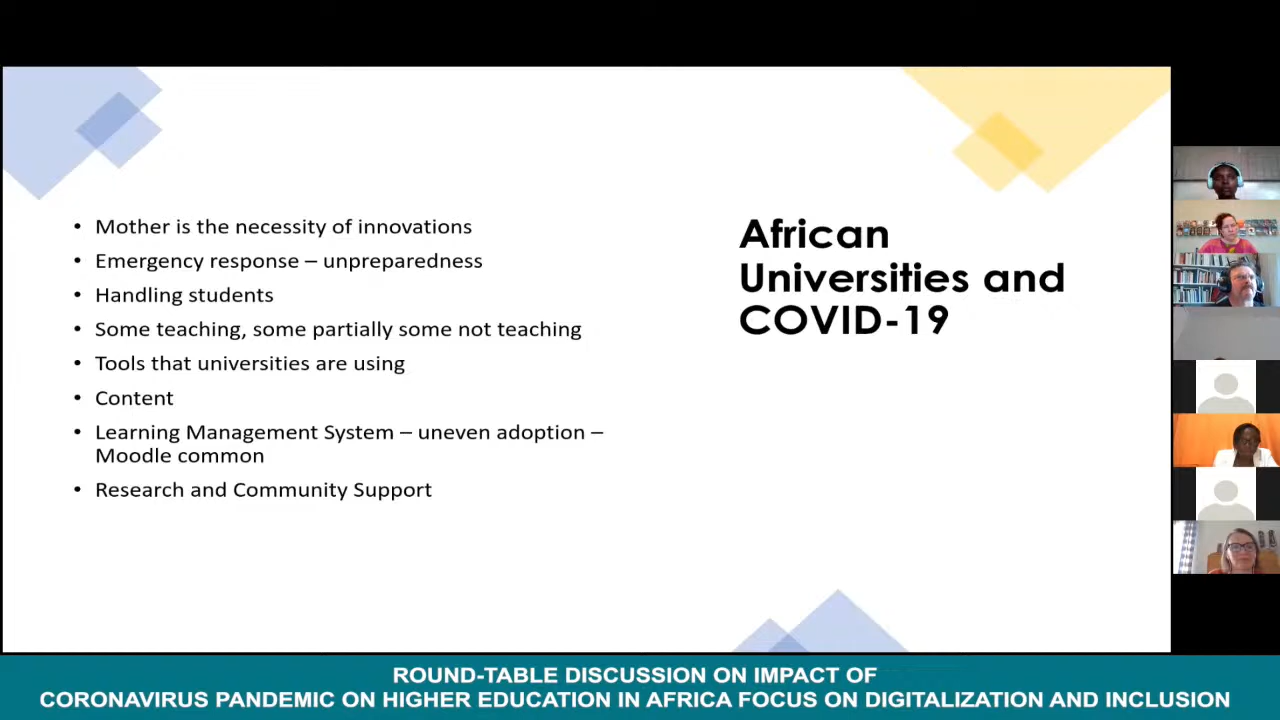 • Mother is the necessity of innovations
• Emergency response – unpreparedness
• Handling students
• Some teaching, some partially some not teaching
• Tools that universities are using
• Content
• Learning Management System – uneven adoption –
Moodle common
• Research and Community Support
African
Universities and
COVID-19
ROUND-TABLE DISCUSSION ON IMPACT OF
CORONAVIRUS PANDEMIC ON HIGHER EDUCATION IN AFRICA FOCUS ON DIGITALIZATION AND INCLUSION